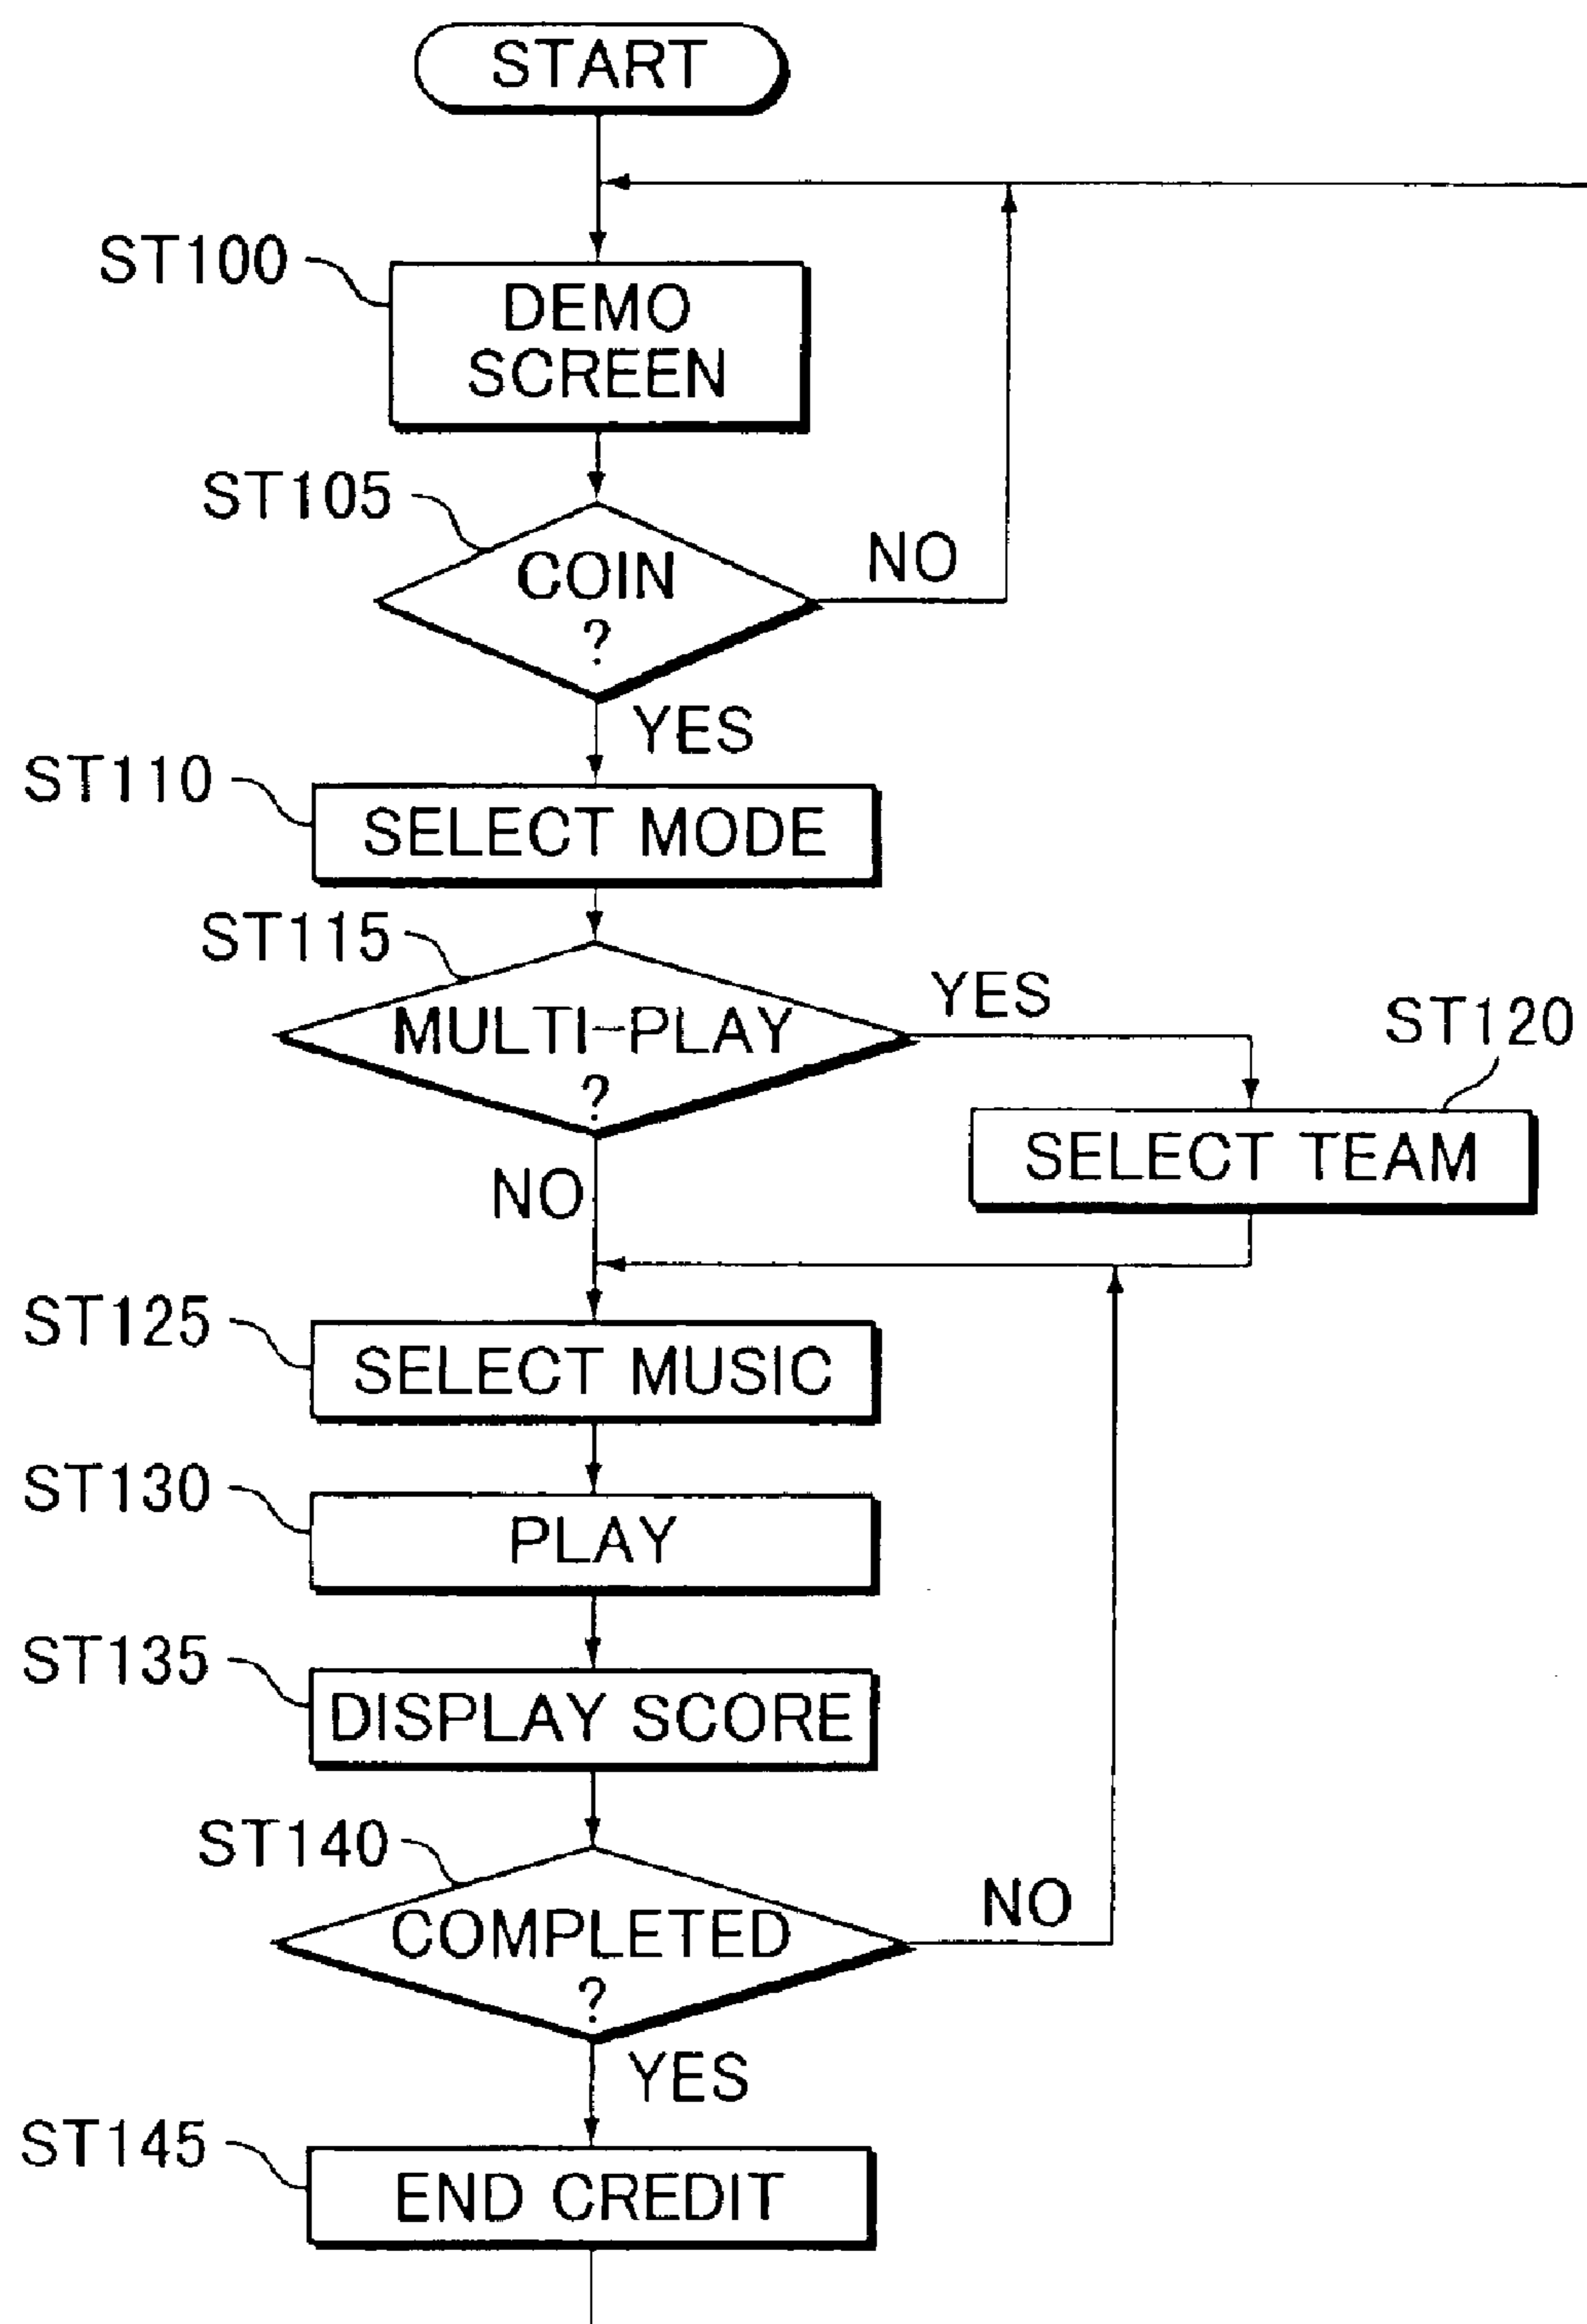 START
ST100
DEMO
SCREEN
ST105
COIN
?
NO
YES
ST110
SELECT MODE
ST115
MULTI-PLAY
?
YES
ST120
SELECT TEAM
NO
ST125
SELECT MUSIC
ST130
PLAY
ST135
DISPLAY SCORE
ST140
COMPLETED
?
NO
YES
ST145
END CREDIT